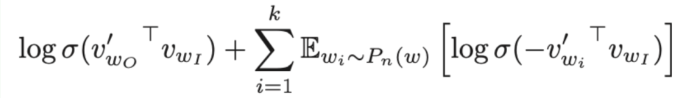 log σ(v′_{w_O}^⊤ v_{w_I}) + ∑_{i=1}^{k} 𝔼_{w_i∼P_n(w)} [log σ(−v′_{w_i}^⊤ v_{w_I})]